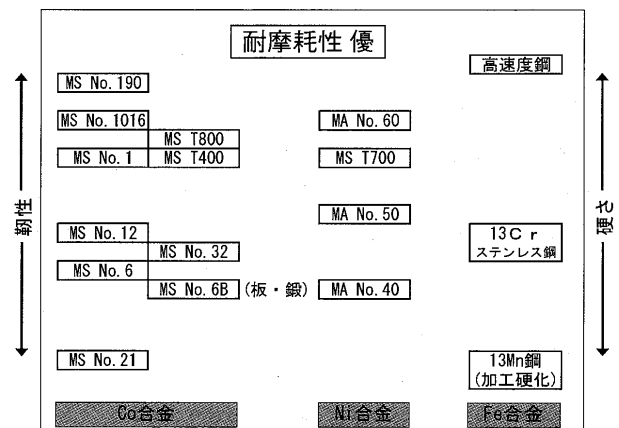 耐摩耗性 優
高速度鋼
MS No. 190
MS No. 1016
MA No. 60
MS T800
MS No. 1
MS T400
MS T700
靭性
硬さ
MA No. 50
MS No. 12
13Cr
ステンレス鋼
MS No. 32
MS No. 6
MS No. 6B
(板・鍛)
MA No. 40
MS No. 21
13Mn鋼
(加工硬化)
Co合金
Ni合金
Fe合金